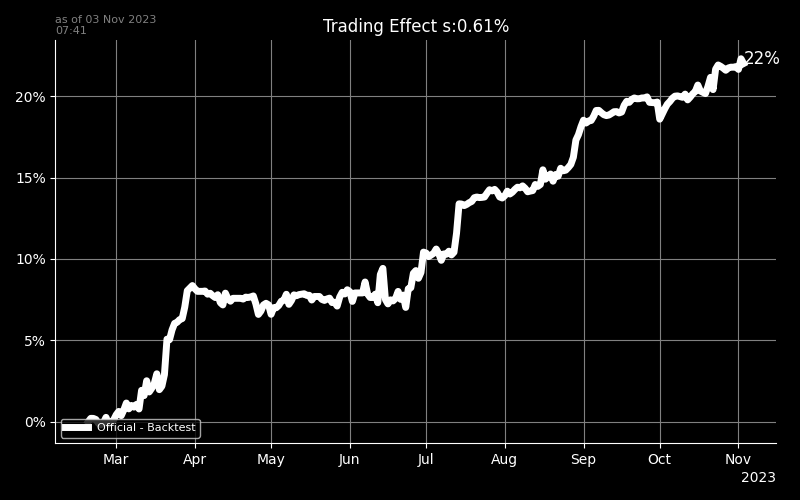 as of 03 Nov 2023
07:41
Trading Effect s:0.61%
22%
20%
15%
10%
5%
0%
Official - Backtest
Mar Apr May Jun Jul Aug Sep Oct Nov
2023